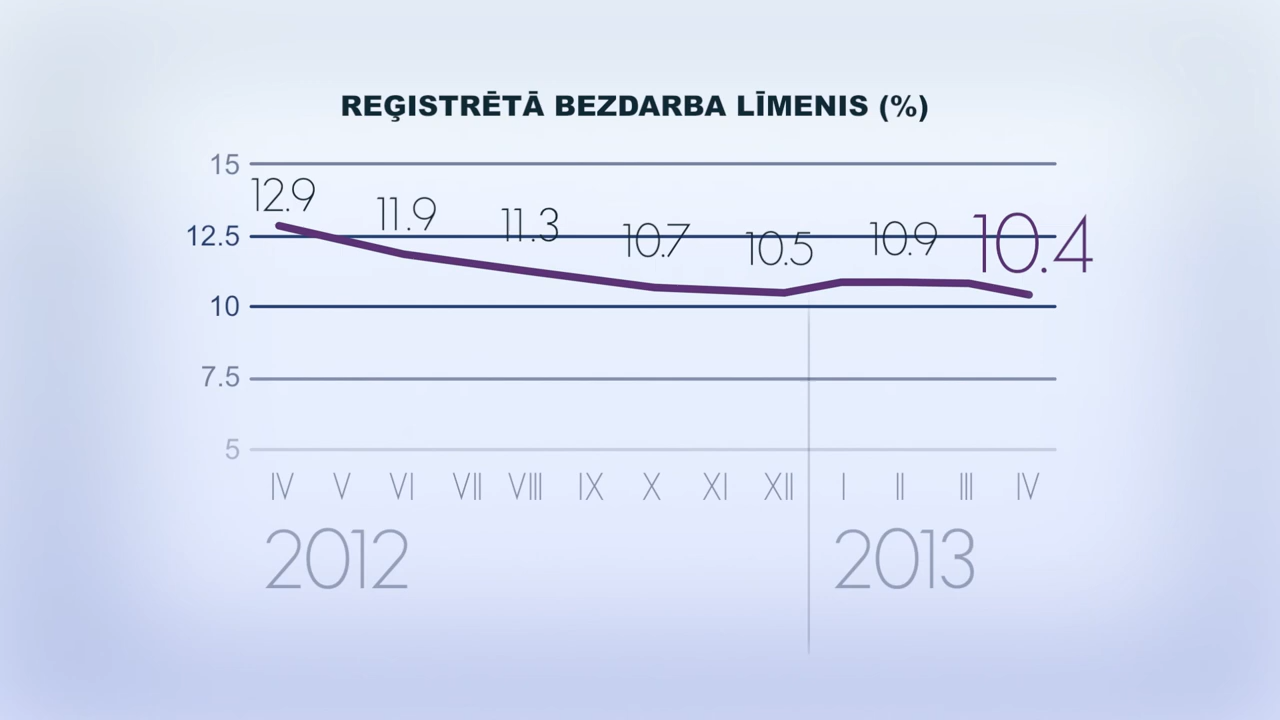 REĢISTRĒTĀ BEZDARBA LĪMENIS (%)
15
12.9 11.9 11.3 10.7 10.5 10.9 10.4
12.5
10
7.5
5
IV V VI VII VIII IX X XI XII I II III IV
2012 2013